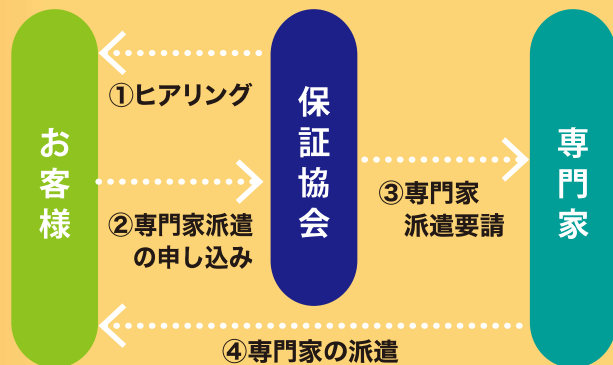 お客様
①ヒアリング
保証協会
②専門家派遣
の申し込み
③専門家
派遣要請
専門家
④専門家の派遣